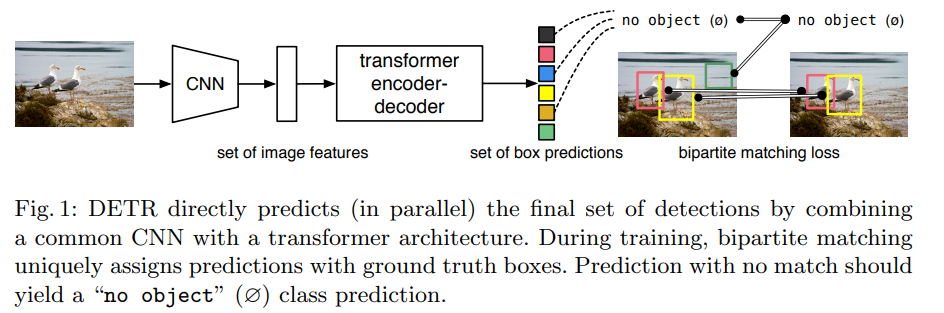 no object (ø)
no object (ø)
CNN
transformer
encoder-
decoder
set of image features
set of box predictions
bipartite matching loss
Fig. 1: DETR directly predicts (in parallel) the final set of detections by combining
a common CNN with a transformer architecture. During training, bipartite matching
uniquely assigns predictions with ground truth boxes. Prediction with no match should
yield a “no object” (∅) class prediction.